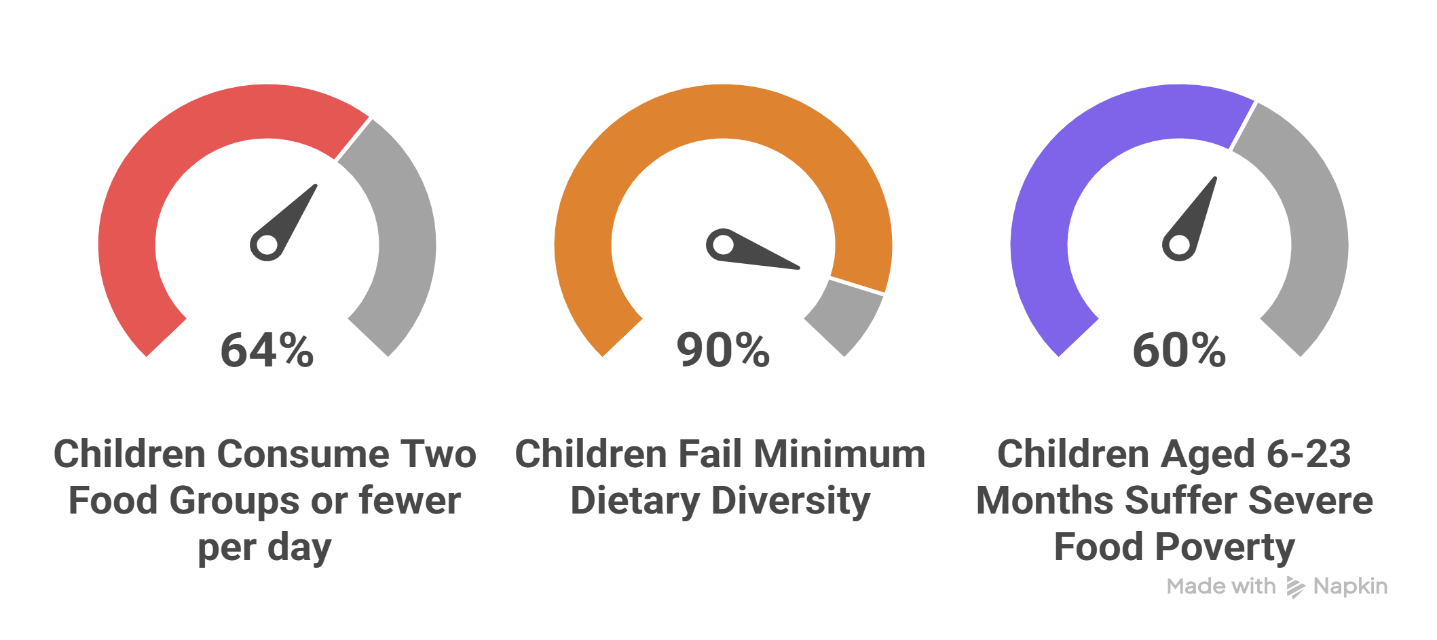 64%
Children Consume Two
Food Groups or fewer
per day
90%
Children Fail Minimum
Dietary Diversity
60%
Children Aged 6-23
Months Suffer Severe
Food Poverty
Made with Napkin